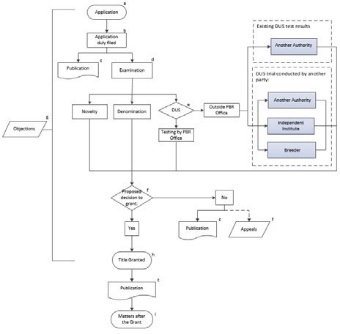 a
Application
b
Application
duly filed
c
Publication
d
Examination
Existing DUS test results
Another Authority
DUS trial conducted by another
party:
Another Authority
Independent
Institute
Breeder
Novelty
Denomination
DUS
e
Outside PBR
Office
Testing by PBR
Office
g
Objections
Proposed
decision to
grant
f
No
Yes
Publication
c
Appeals
f
Title Granted
h
Publication
c
Matters after
the Grant
i